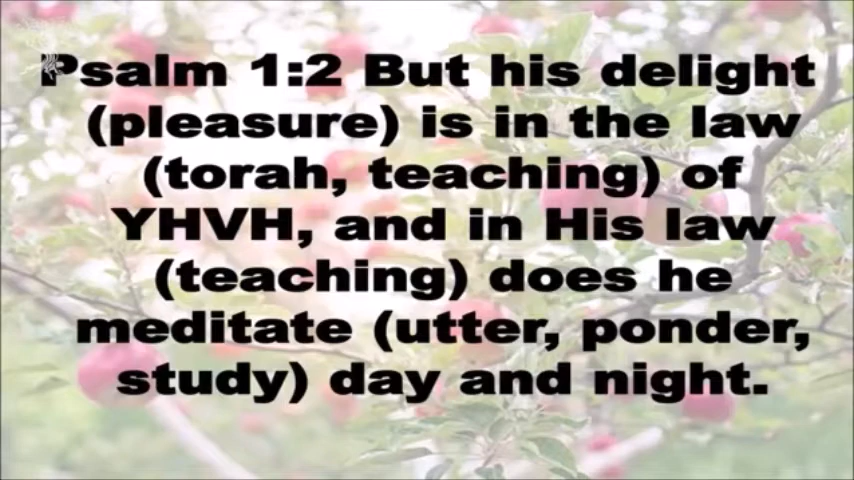 Psalm 1:2 But his delight
(pleasure) is in the law
(torah, teaching) of
YHVH, and in His law
(teaching) does he
meditate (utter, ponder,
study) day and night.